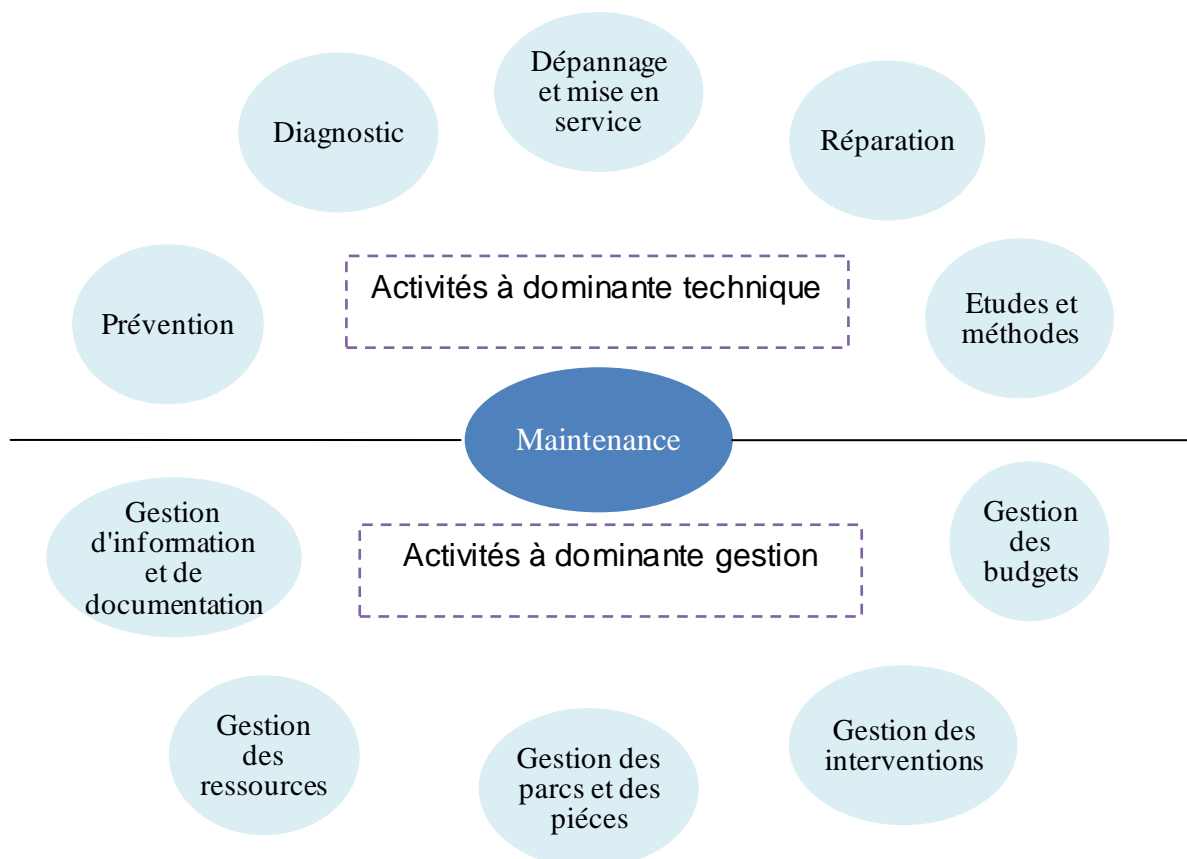 Dépannage
et mise en
service
Diagnostic
Réparation
Activités à dominante technique
Prévention
Etudes et
méthodes
Maintenance
Gestion
d'information
et de
documentation
Activités à dominante gestion
Gestion
des
budgets
Gestion
des
ressources
Gestion des
parcs et des
piéces
Gestion des
interventions